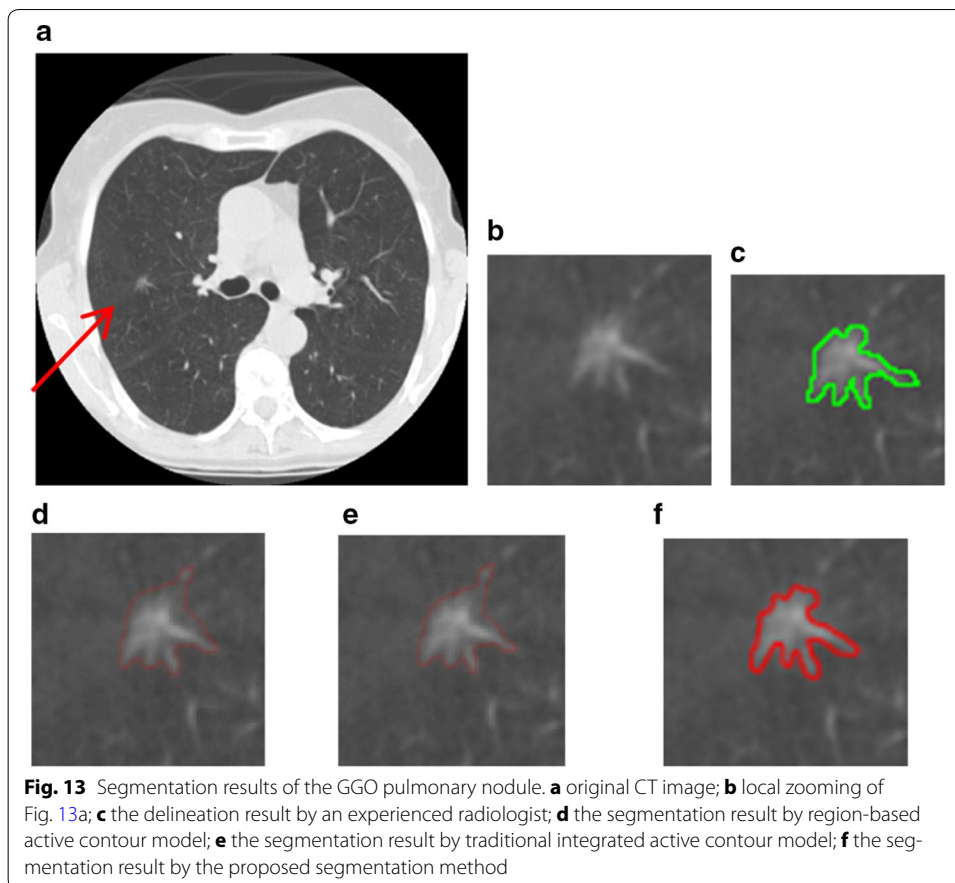 a
b
c
d
e
f
Fig. 13 Segmentation results of the GGO pulmonary nodule. a original CT image; b local zooming of
Fig. 13a; c the delineation result by an experienced radiologist; d the segmentation result by region-based
active contour model; e the segmentation result by traditional integrated active contour model; f the seg-
mentation result by the proposed segmentation method